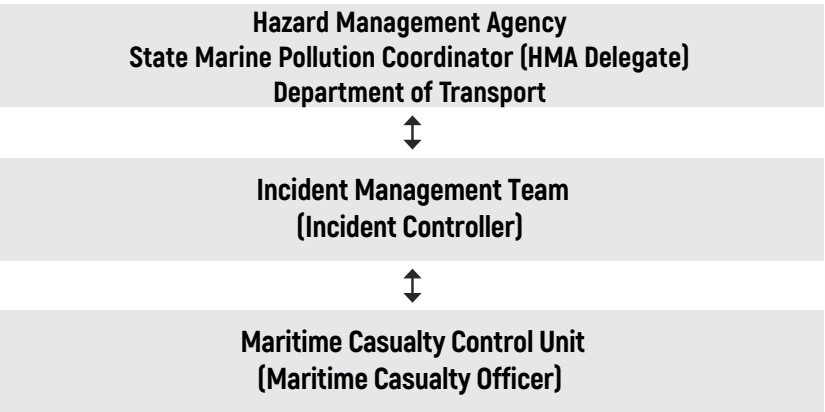 Hazard Management Agency
State Marine Pollution Coordinator (HMA Delegate)
Department of Transport
Incident Management Team
(Incident Controller)
Maritime Casualty Control Unit
(Maritime Casualty Officer)